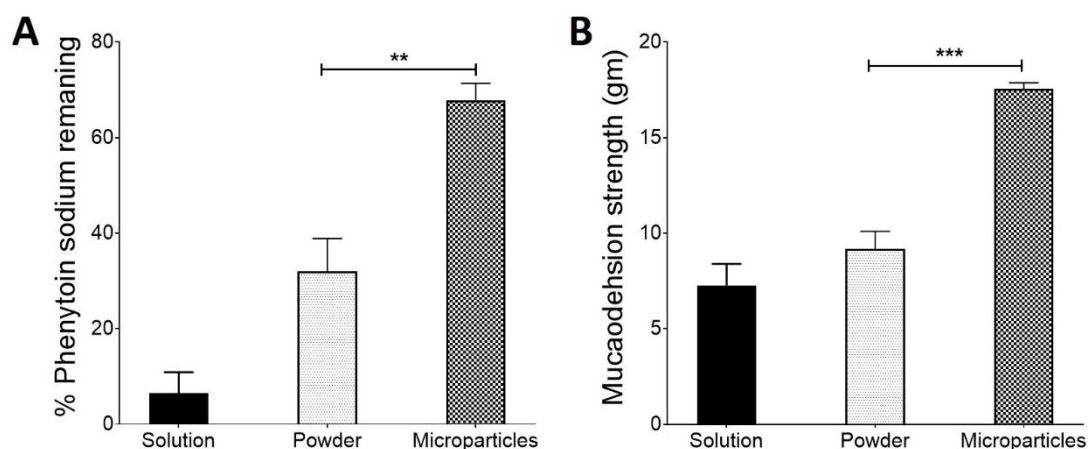 A
% Phenytoin sodium remaning
80
60
40
20
0
**
Solution
Powder
Microparticles
B
Mucaodehsion strength (gm)
20
15
10
5
0
***
Solution
Powder
Microparticles